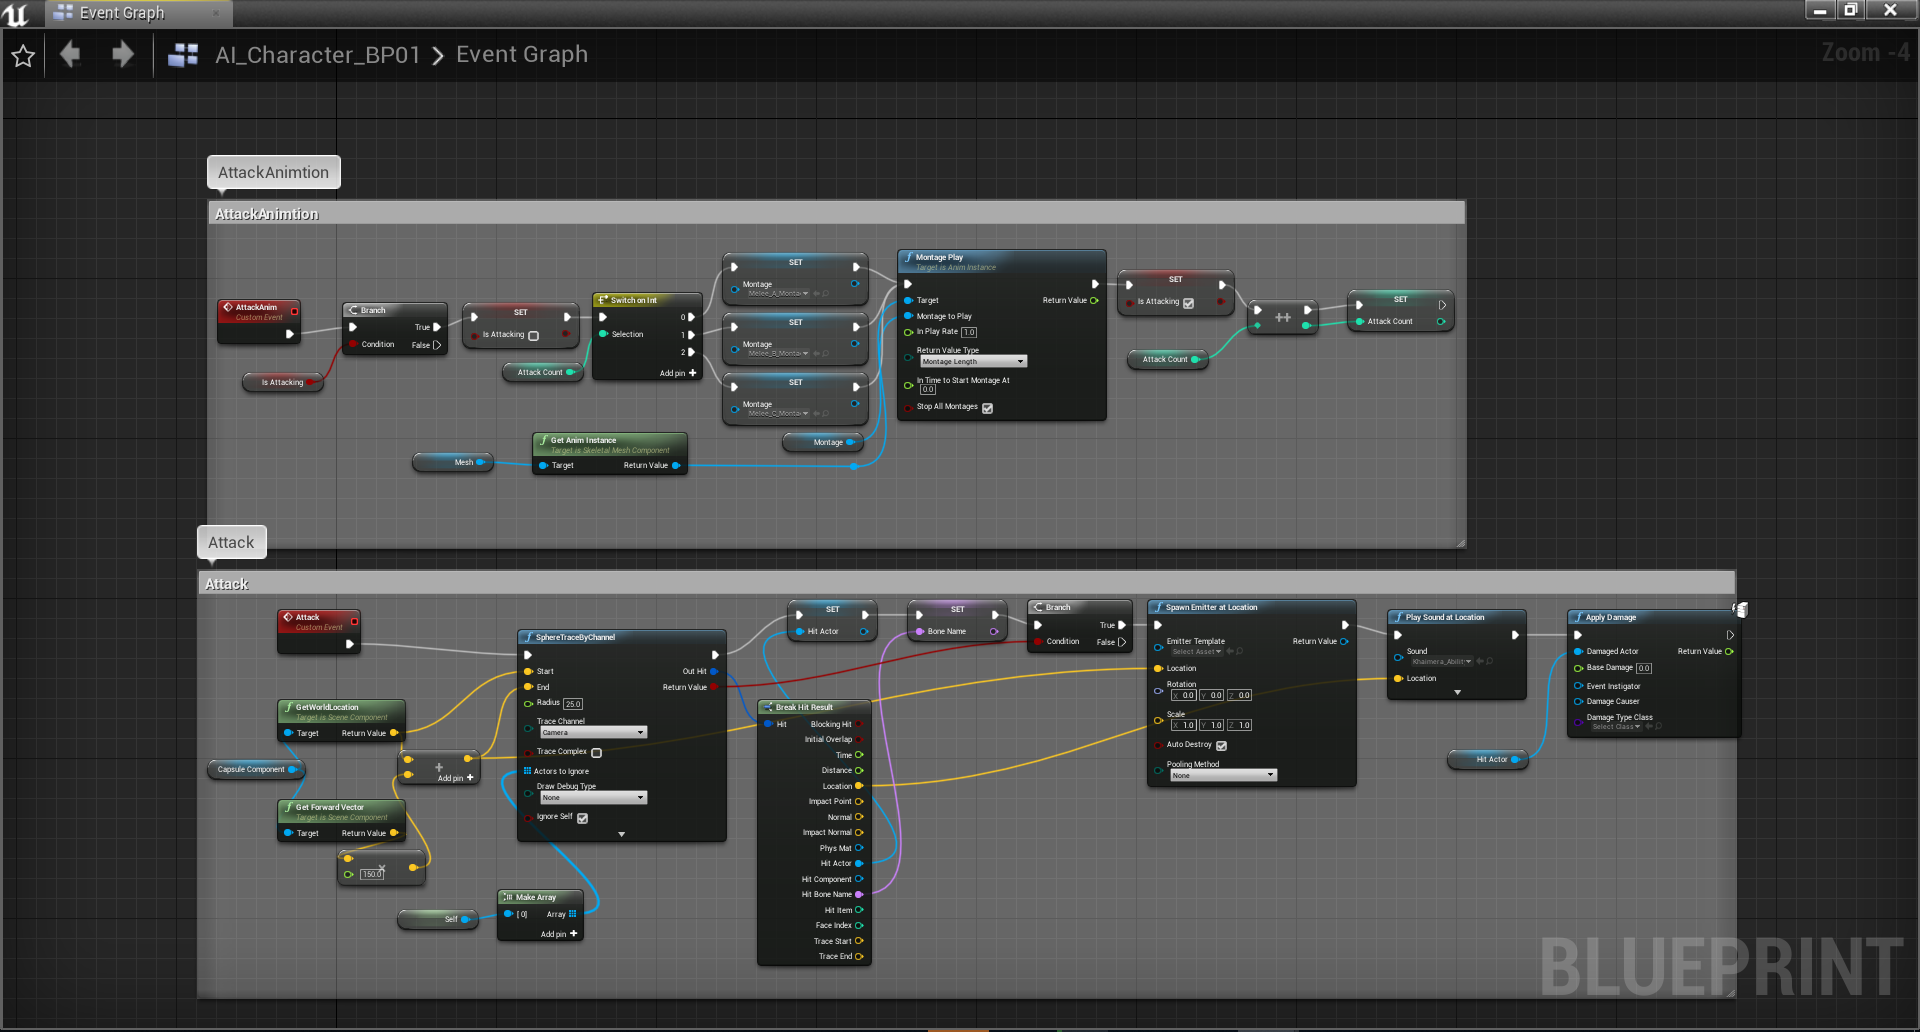 Event Graph
AI_Character_BP01 > Event Graph
Zoom -4
AttackAnimtion
AttackAnimtion
AttackAnim
Custom Event
Is Attacking
Branch
True
Condition
False
SET
Is Attacking
Attack Count
Switch on Int
0
Selection
1
2
Add pin +
SET
Montage
Melee_A_Monta
SET
Montage
Melee_B_Monta
SET
Montage
Melee_C_Monta
Montage
Mesh
Get Anim Instance
Target is Skeletal Mesh Component
Target Return Value
Montage Play
Target is Anim Instance
Target Return Value
Montage to Play
In Play Rate 1.0
Return Value Type
Montage Length
In Time to Start Montage At
0.0
Stop All Montages
SET
Is Attacking
++
Attack Count
SET
Attack Count
Attack
Attack
Attack
Custom Event
GetWorldLocation
Target is Scene Component
Target Return Value
Capsule Component
Get Forward Vector
Target is Scene Component
Target Return Value
+
Add pin +
×
150.0
Self
Make Array
[0] Array
Add pin +
SphereTraceByChannel
Start Out Hit
End Return Value
Radius 25.0
Trace Channel
Camera
Trace Complex
Actors to Ignore
Draw Debug Type
None
Ignore Self
SET
Hit Actor
SET
Bone Name
Break Hit Result
Hit Blocking Hit
Initial Overlap
Time
Distance
Location
Impact Point
Normal
Impact Normal
Phys Mat
Hit Actor
Hit Component
Hit Bone Name
Hit Item
Face Index
Trace Start
Trace End
Branch
True
Condition False
Spawn Emitter at Location
Emitter Template Return Value
Select Asset
Location
Rotation
X 0.0 Y 0.0 Z 0.0
Scale
X 1.0 Y 1.0 Z 1.0
Auto Destroy
Pooling Method
None
Play Sound at Location
Sound
Khaimera_Abilit
Location
Apply Damage
Damaged Actor Return Value
Base Damage 0.0
Event Instigator
Damage Causer
Damage Type Class
Select Class
Hit Actor
BLUEPRINT